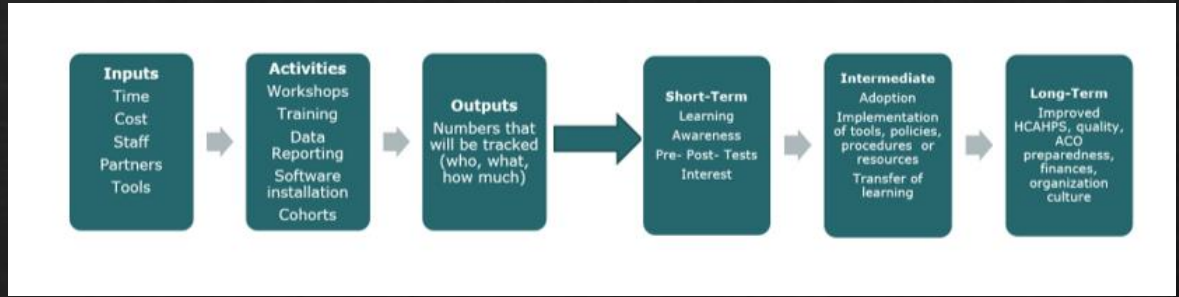 Inputs
Time
Cost
Staff
Partners
Tools
Activities
Workshops
Training
Data
Reporting
Software
installation
Cohorts
Outputs
Numbers that
will be tracked
(who, what,
how much)
Short-Term
Learning
Awareness
Pre- Post- Tests
Interest
Intermediate
Adoption
Implementation
of tools, policies,
procedures or
resources
Transfer of
learning
Long-Term
Improved
HCAHPS, quality,
ACO
preparedness,
finances,
organization
culture